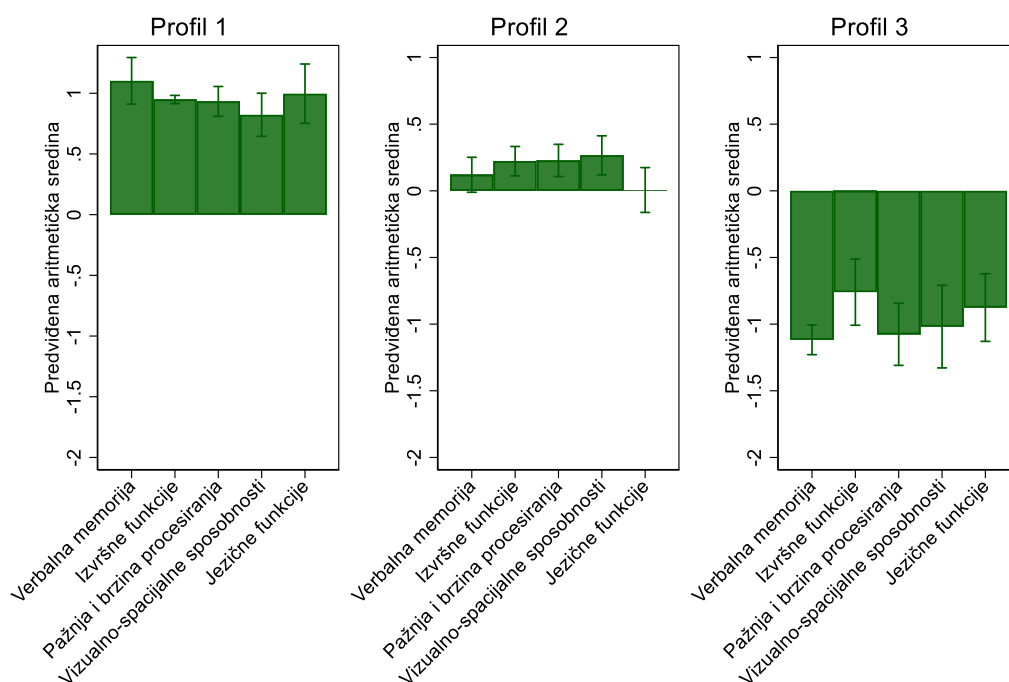 Profil 1
Predviđena aritmetička sredina
1
.5
0
-.5
-1
-1.5
-2
Verbalna memorija
Izvršne funkcije
Pažnja i brzina procesiranja
Vizualno-spacijalne sposobnosti
Jezične funkcije
Profil 2
Predviđena aritmetička sredina
1
.5
0
-.5
-1
-1.5
-2
Verbalna memorija
Izvršne funkcije
Pažnja i brzina procesiranja
Vizualno-spacijalne sposobnosti
Jezične funkcije
Profil 3
Predviđena aritmetička sredina
1
.5
0
-.5
-1
-1.5
-2
Verbalna memorija
Izvršne funkcije
Pažnja i brzina procesiranja
Vizualno-spacijalne sposobnosti
Jezične funkcije